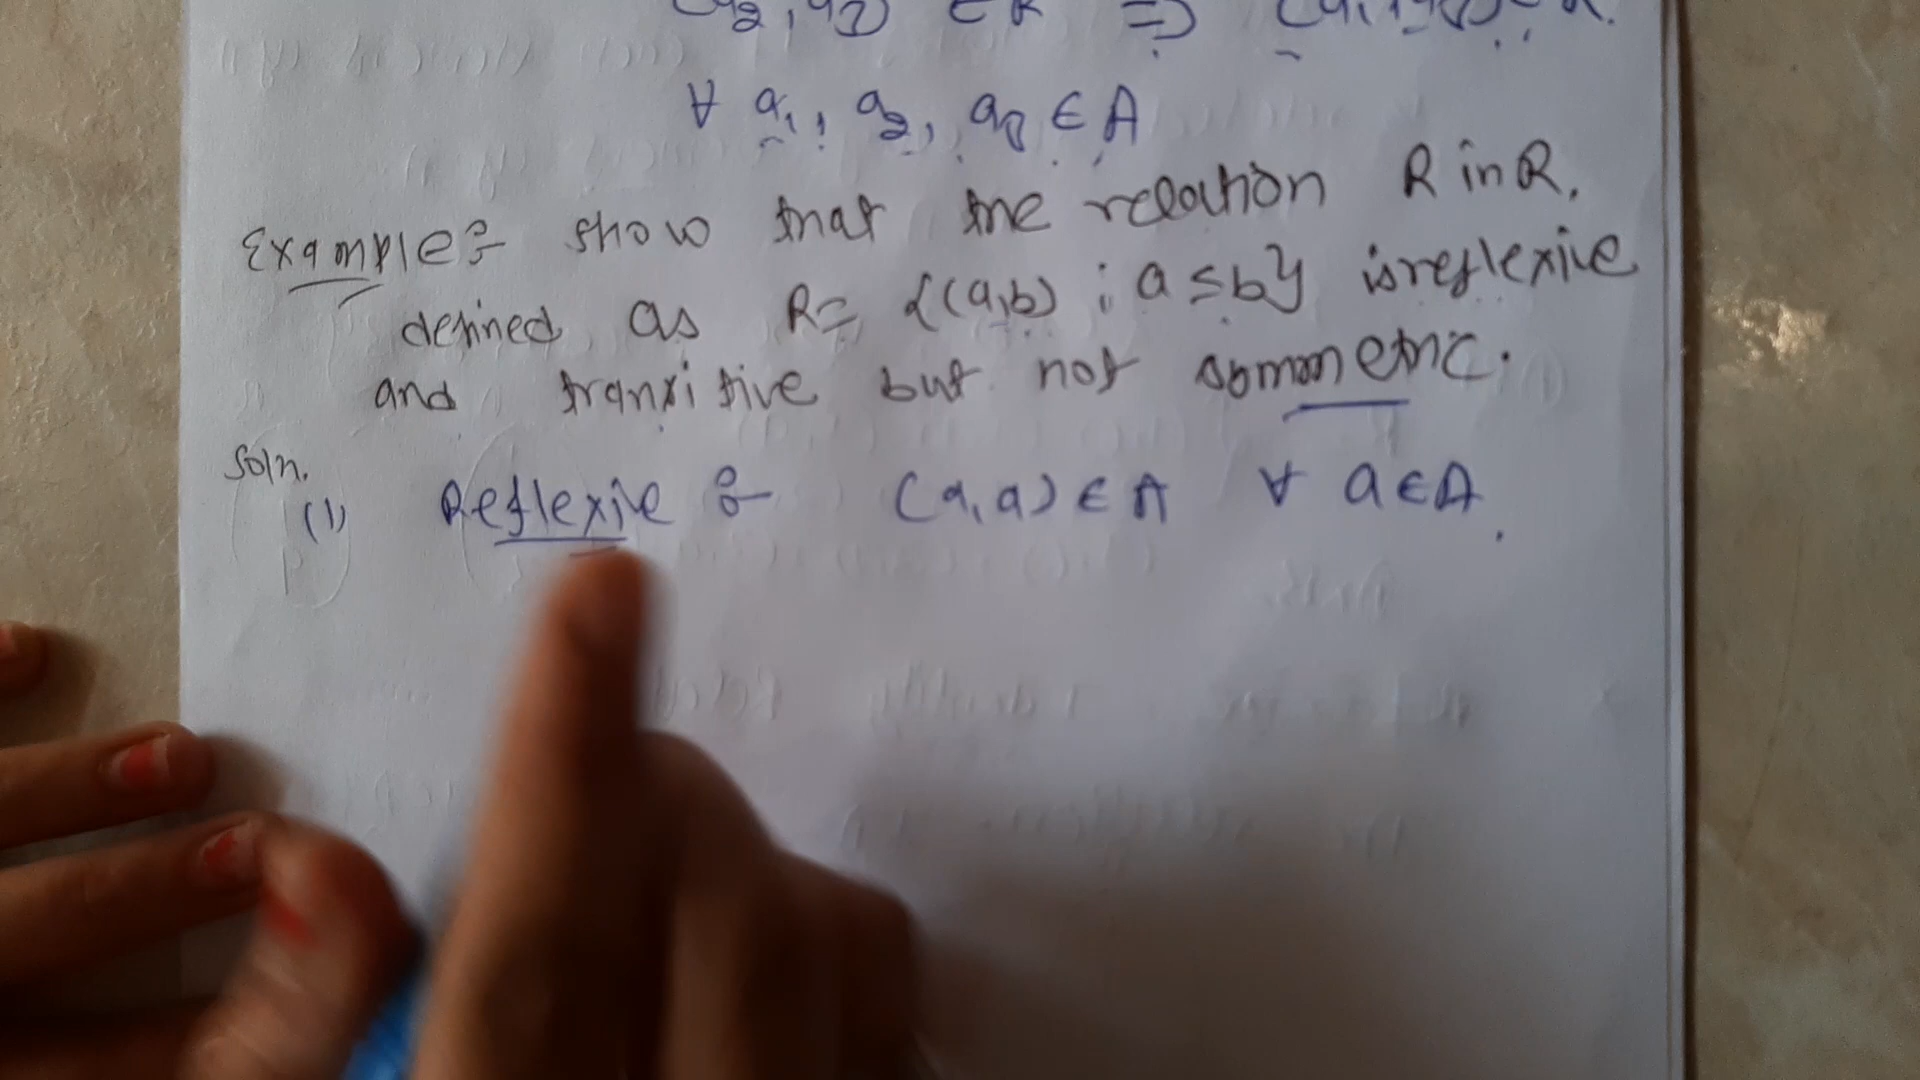 ∀ a₁, a₂, a₃ ∈ A
Example:- show that the relation R in R.
defined as R = {(a,b) : a ≤ b} is reflexive
and transitive but not symmetric.
Soln.
(1) Reflexive :- (a,a) ∈ A ∀ a ∈ A.